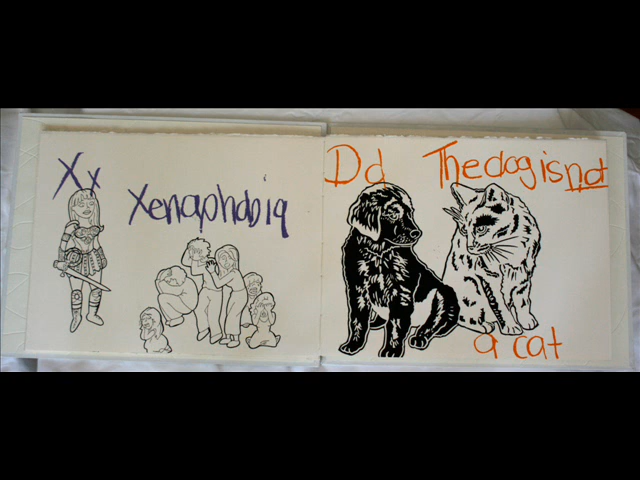 Xx
Xenaphobia
Dd
The dog is not
a cat